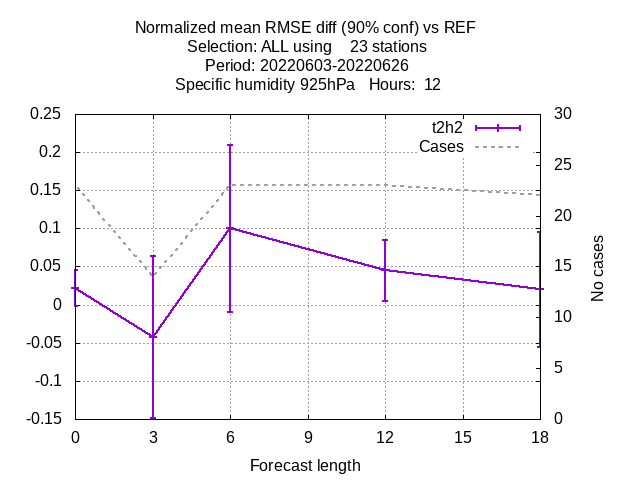 Normalized mean RMSE diff (90% conf) vs REF
Selection: ALL using    23 stations
Period: 20220603-20220626
Specific humidity 925hPa   Hours:  12
t2h2
Cases
0.25
0.2
0.15
0.1
0.05
0
-0.05
-0.1
-0.15
30
25
20
15
10
5
0
No cases
0 3 6 9 12 15 18
Forecast length